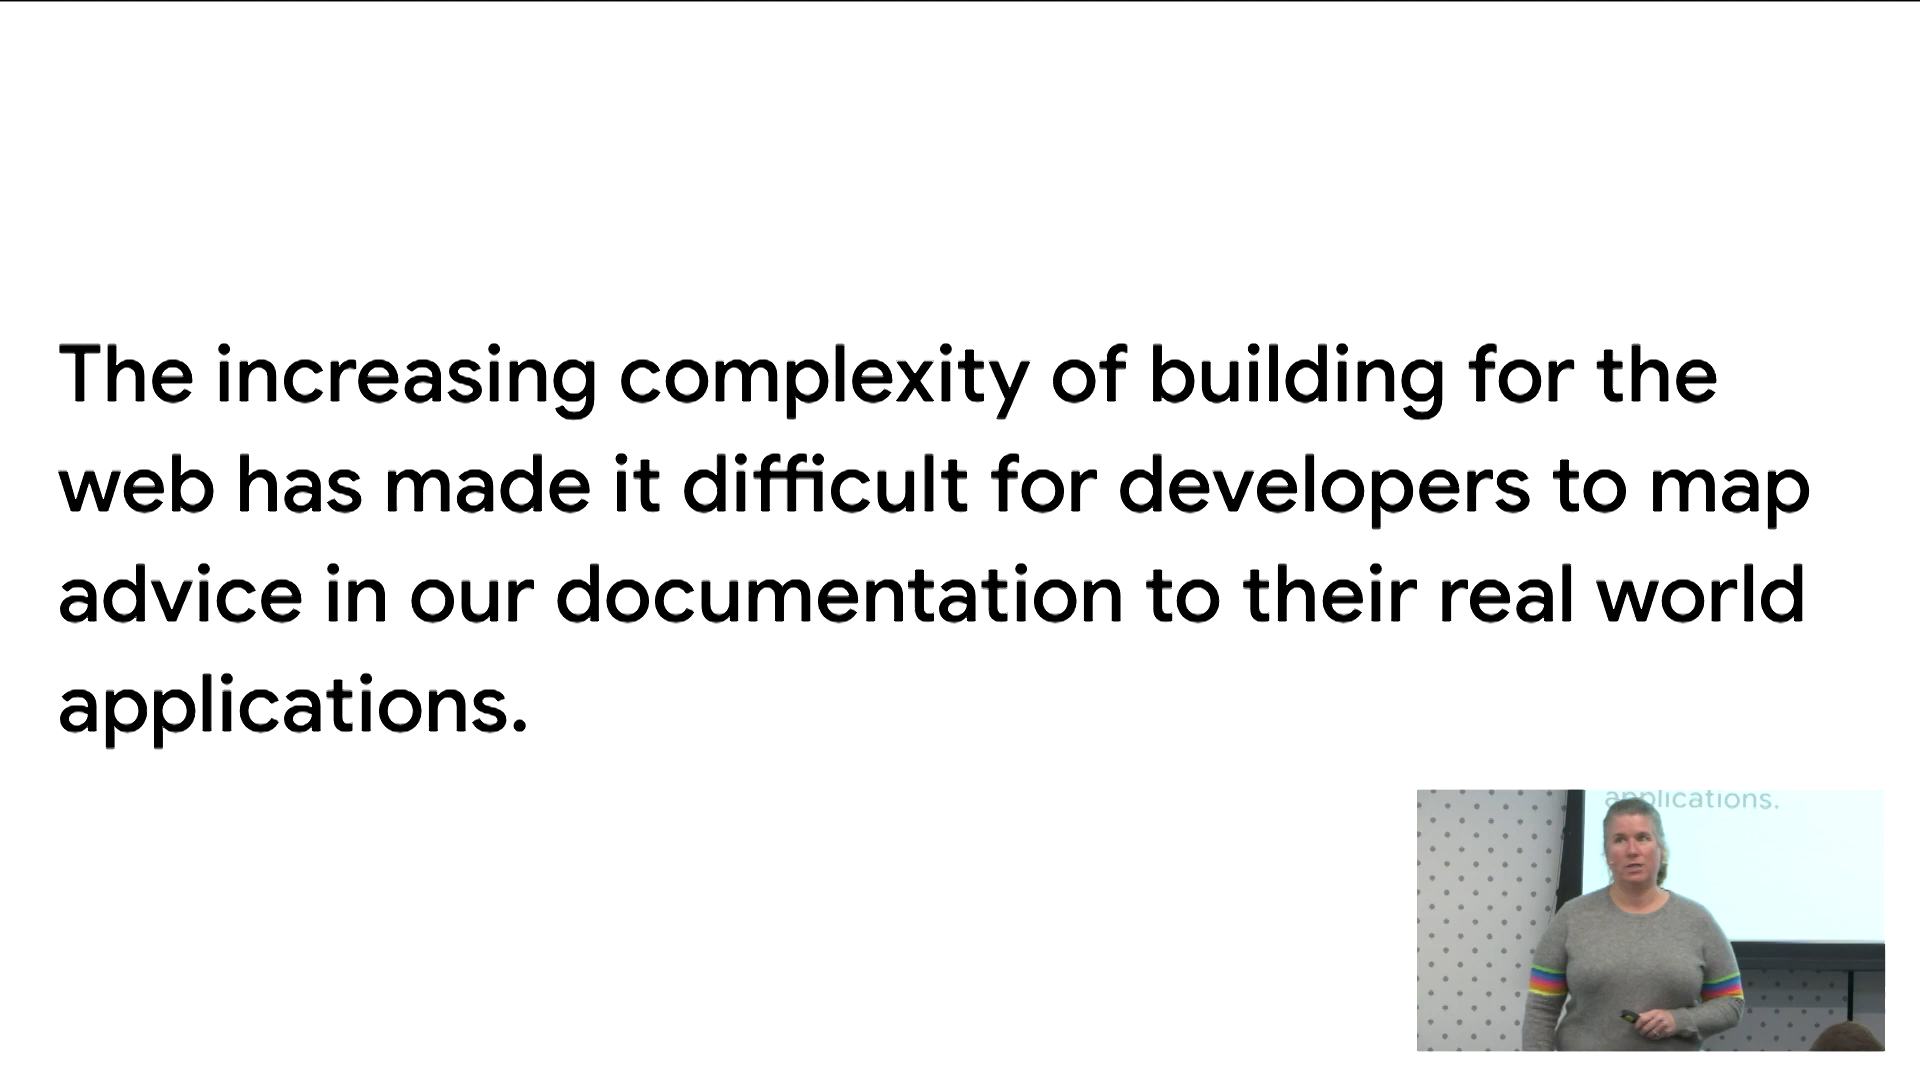 The increasing complexity of building for the
web has made it difficult for developers to map
advice in our documentation to their real world
applications.
applications.